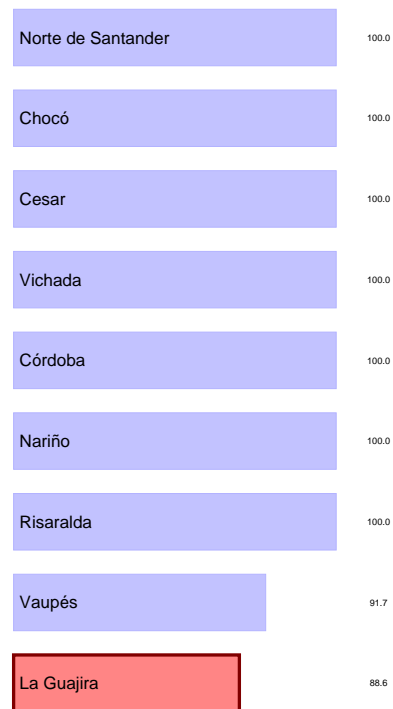 Norte de Santander 100.0
Chocó 100.0
Cesar 100.0
Vichada 100.0
Córdoba 100.0
Nariño 100.0
Risaralda 100.0
Vaupés 91.7
La Guajira 88.6